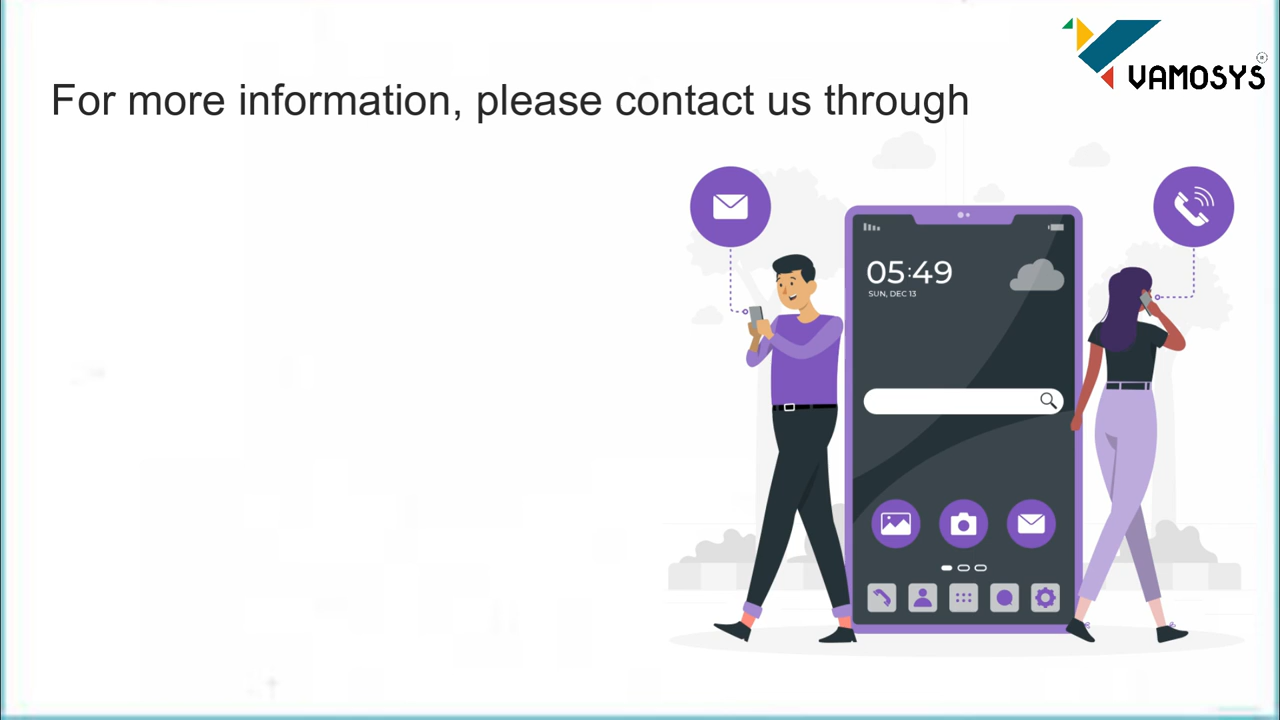 VAMOSYS
For more information, please contact us through
05:49
SUN, DEC 13